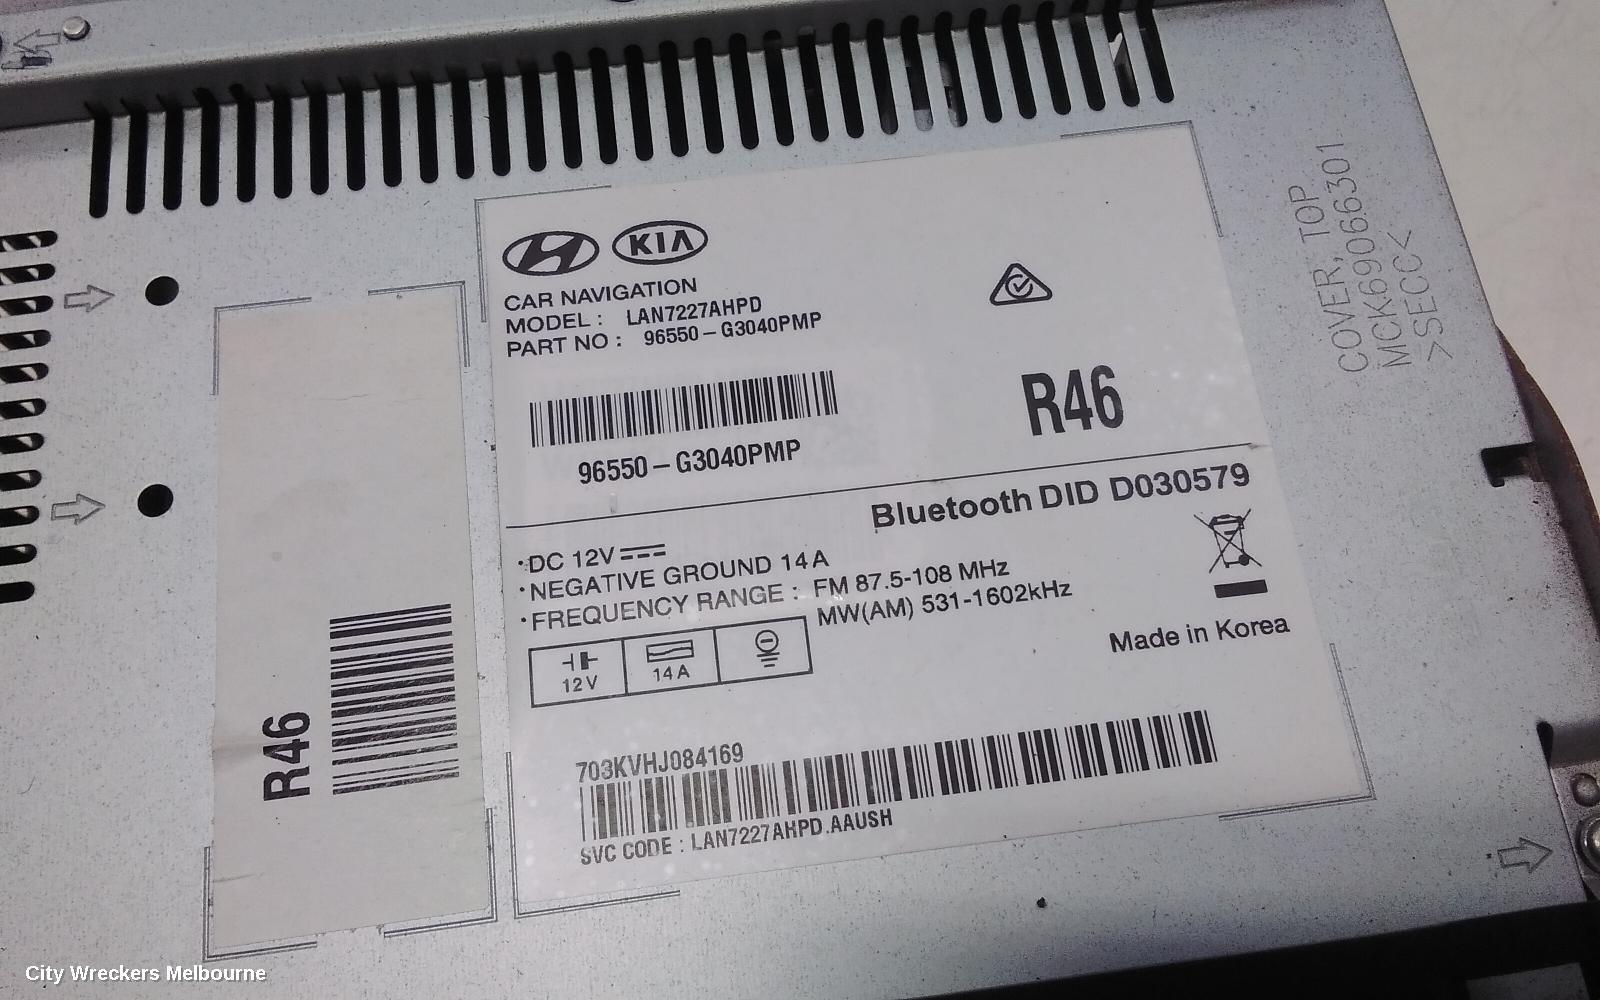 KIA
CAR NAVIGATION
MODEL : LAN7227AHPD
PART NO : 96550-G3040PMP
96550-G3040PMP
R46
Bluetooth DID D030579
·DC 12V
·NEGATIVE GROUND 14A
·FREQUENCY RANGE : FM 87.5-108 MHz
MW(AM) 531-1602kHz
12V
14A
Made in Korea
703KVHJ084169
SVC CODE : LAN7227AHPD.AAUSH
R46
COVER, TOP
MCK69066301
>SECC<
City Wreckers Melbourne